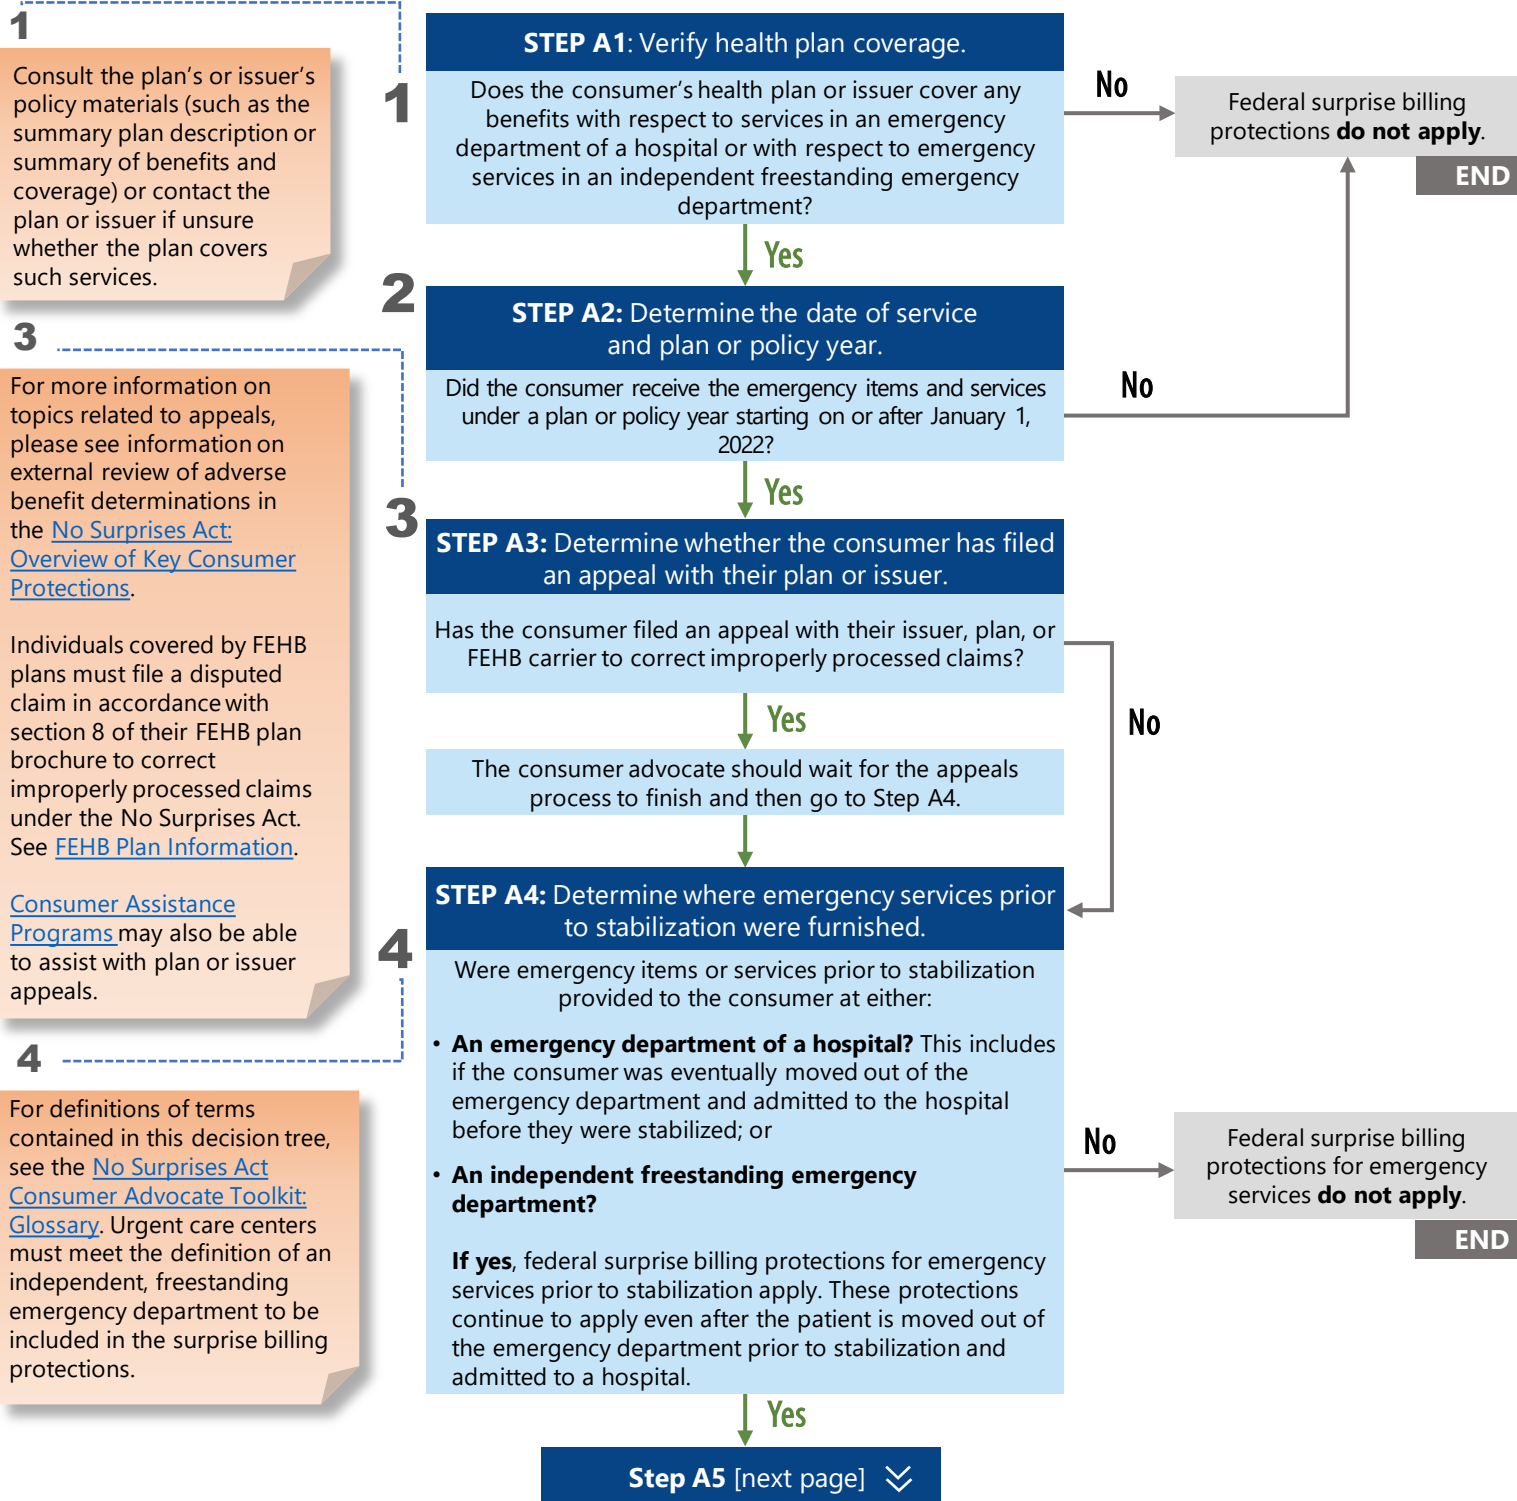 1
Consult the plan's or issuer's
policy materials (such as the
summary plan description or
summary of benefits and
coverage) or contact the
plan or issuer if unsure
whether the plan covers
such services.
1
STEP A1: Verify health plan coverage.
Does the consumer's health plan or issuer cover any
benefits with respect to services in an emergency
department of a hospital or with respect to emergency
services in an independent freestanding emergency
department?
No
Federal surprise billing
protections do not apply.
END
Yes
2
STEP A2: Determine the date of service
and plan or policy year.
Did the consumer receive the emergency items and services
under a plan or policy year starting on or after January 1,
2022?
No
Yes
3
For more information on
topics related to appeals,
please see information on
external review of adverse
benefit determinations in
the No Surprises Act:
Overview of Key Consumer
Protections.
Individuals covered by FEHB
plans must file a disputed
claim in accordance with
section 8 of their FEHB plan
brochure to correct
improperly processed claims
under the No Surprises Act.
See FEHB Plan Information.
Consumer Assistance
Programs may also be able
to assist with plan or issuer
appeals.
3
STEP A3: Determine whether the consumer has filed
an appeal with their plan or issuer.
Has the consumer filed an appeal with their issuer, plan, or
FEHB carrier to correct improperly processed claims?
Yes
No
The consumer advocate should wait for the appeals
process to finish and then go to Step A4.
4
For definitions of terms
contained in this decision tree,
see the No Surprises Act
Consumer Advocate Toolkit:
Glossary. Urgent care centers
must meet the definition of an
independent, freestanding
emergency department to be
included in the surprise billing
protections.
4
STEP A4: Determine where emergency services prior
to stabilization were furnished.
Were emergency items or services prior to stabilization
provided to the consumer at either:
• An emergency department of a hospital? This includes
if the consumer was eventually moved out of the
emergency department and admitted to the hospital
before they were stabilized; or
• An independent freestanding emergency
department?
If yes, federal surprise billing protections for emergency
services prior to stabilization apply. These protections
continue to apply even after the patient is moved out of
the emergency department prior to stabilization and
admitted to a hospital.
No
Federal surprise billing
protections for emergency
services do not apply.
END
Yes
Step A5 [next page]